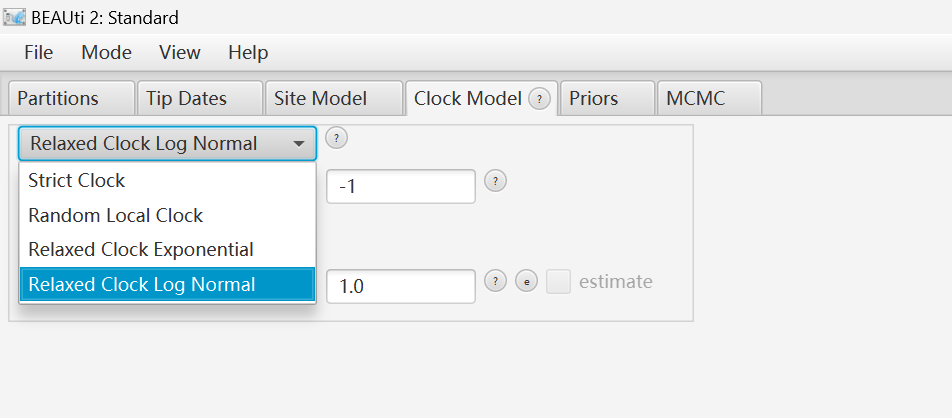 BEAUti 2: Standard
File Mode View Help
Partitions Tip Dates Site Model Clock Model ? Priors MCMC
Relaxed Clock Log Normal ?
Strict Clock
-1 ?
Random Local Clock
Relaxed Clock Exponential
Relaxed Clock Log Normal
1.0 ? e estimate